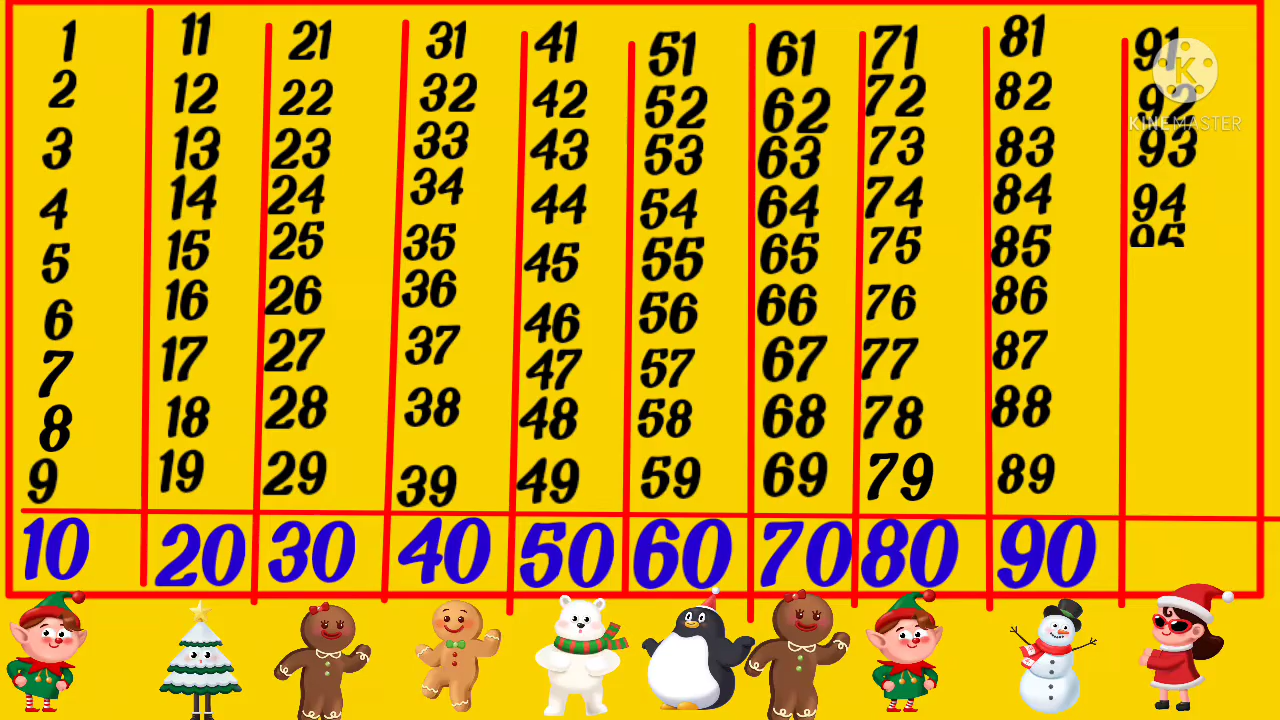 1 11 21 31 41 51 61 71 81 91
2 12 22 32 42 52 62 72 82 92
3 13 23 33 43 53 63 73 83 93
4 14 24 34 44 54 64 74 84 94
5 15 25 35 45 55 65 75 85 95
6 16 26 36 46 56 66 76 86
7 17 27 37 47 57 67 77 87
8 18 28 38 48 58 68 78 88
9 19 29 39 49 59 69 79 89
10 20 30 40 50 60 70 80 90
K
KINEMASTER